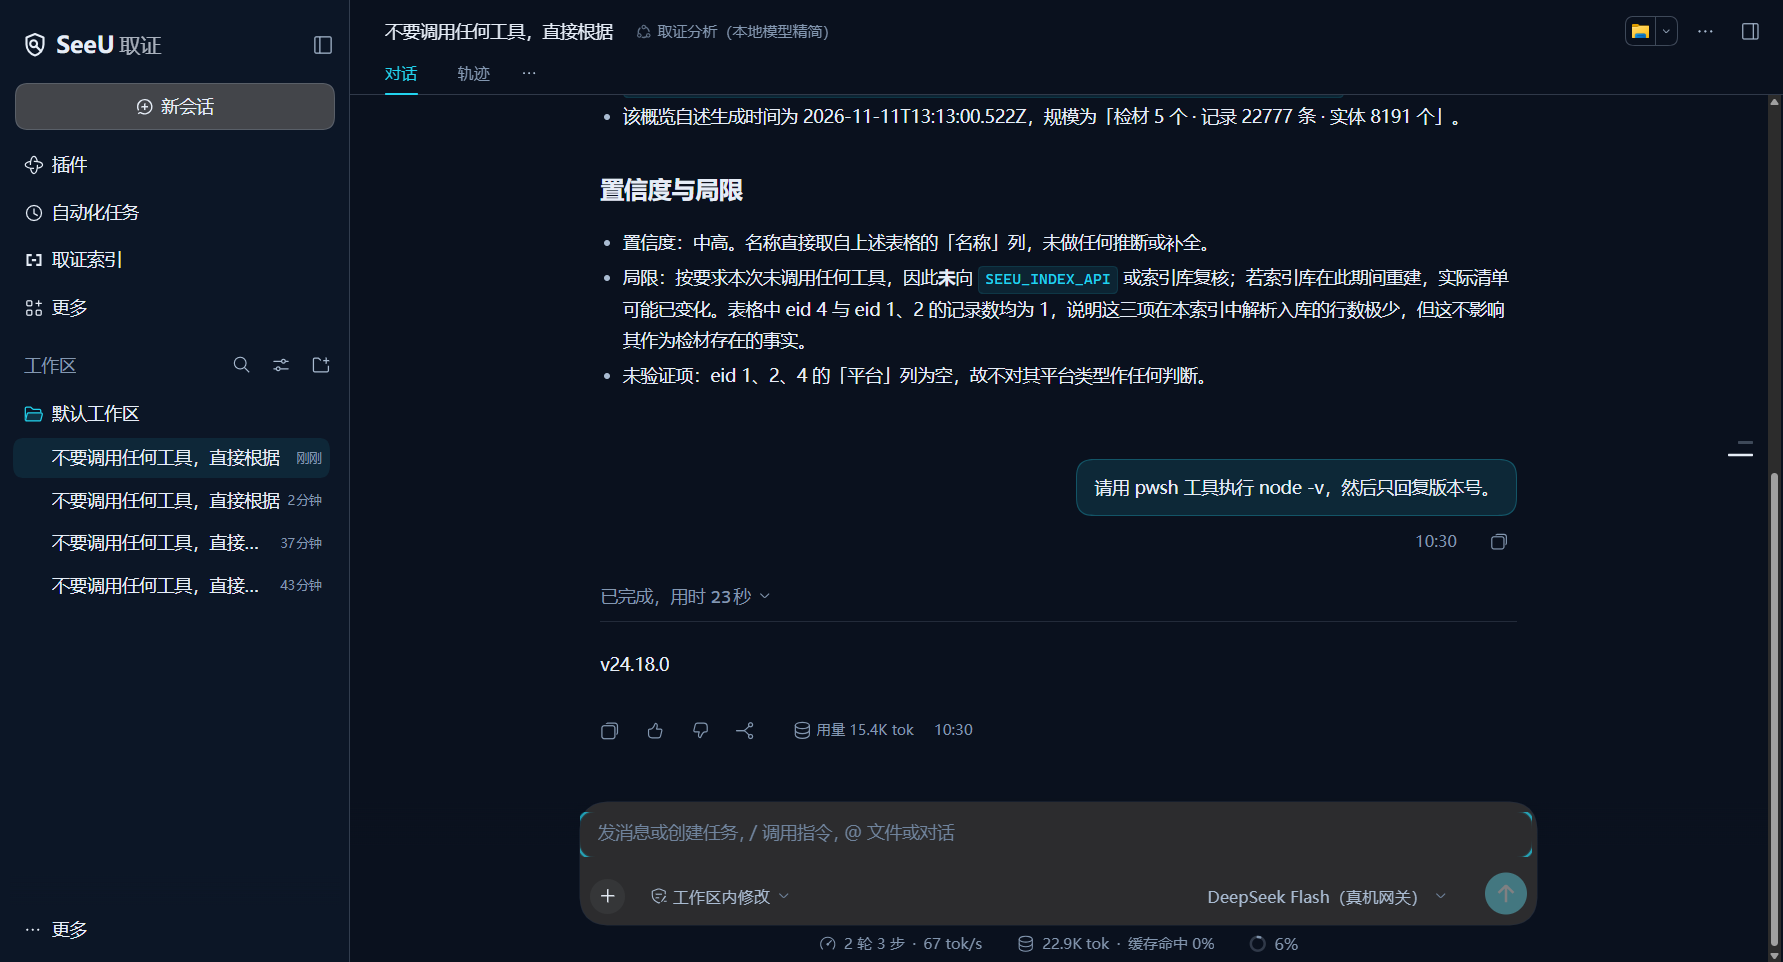 SeeU 取证
新会话
插件
自动化任务
取证索引
更多
工作区
默认工作区
不要调用任何工具，直接根据 刚刚
不要调用任何工具，直接根据 2分钟
不要调用任何工具，直接... 37分钟
不要调用任何工具，直接... 43分钟
更多
不要调用任何工具，直接根据 取证分析（本地模型精简）
对话 轨迹
该概览自述生成时间为 2026-11-11T13:13:00.522Z，规模为「检材 5 个 · 记录 22777 条 · 实体 8191 个」。
置信度与局限
置信度：中高。名称直接取自上述表格的「名称」列，未做任何推断或补全。
局限：按要求本次未调用任何工具，因此未向 SEEU_INDEX_API 或索引库复核；若索引库在此期间重建，实际清单
可能已变化。表格中 eid 4 与 eid 1、2 的记录数均为 1，说明这三项在本索引中解析入库的行数极少，但这不影响
其作为检材存在的事实。
未验证项：eid 1、2、4 的「平台」列为空，故不对其平台类型作任何判断。
请用 pwsh 工具执行 node -v，然后只回复版本号。
10:30
已完成，用时 23秒
v24.18.0
用量 15.4K tok 10:30
发消息或创建任务, / 调用指令, @ 文件或对话
工作区内修改 DeepSeek Flash（真机网关）
2 轮 3 步 · 67 tok/s 22.9K tok · 缓存命中 0% 6%